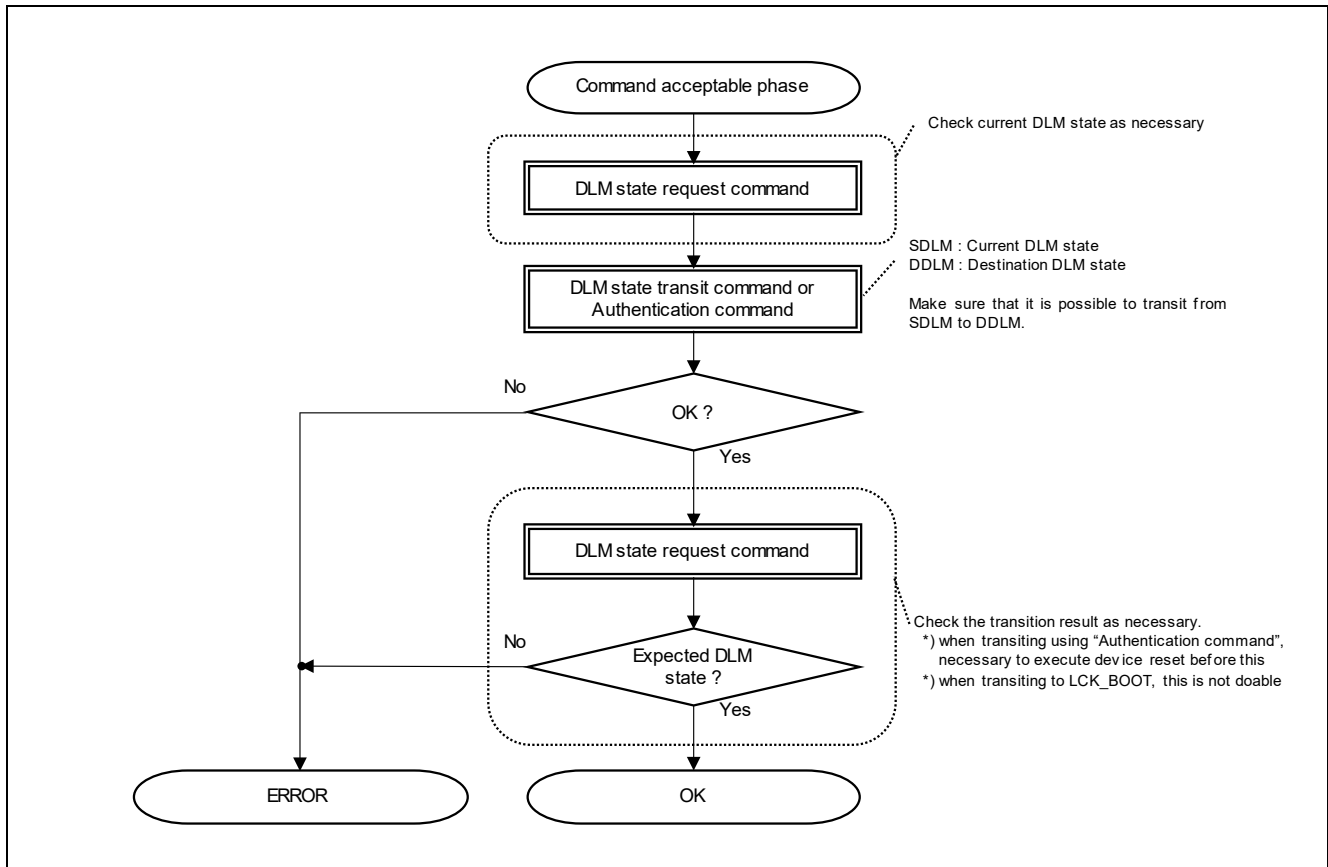 Command acceptable phase
Check current DLM state as necessary
DLM state request command
SDLM : Current DLM state
DDLM : Destination DLM state
DLM state transit command or
Authentication command
Make sure that it is possible to transit from
SDLM to DDLM.
No
OK ?
Yes
DLM state request command
Check the transition result as necessary.
*) when transiting using “Authentication command”,
necessary to execute device reset before this
*) when transiting to LCK_BOOT, this is not doable
No
Expected DLM
state ?
Yes
ERROR
OK